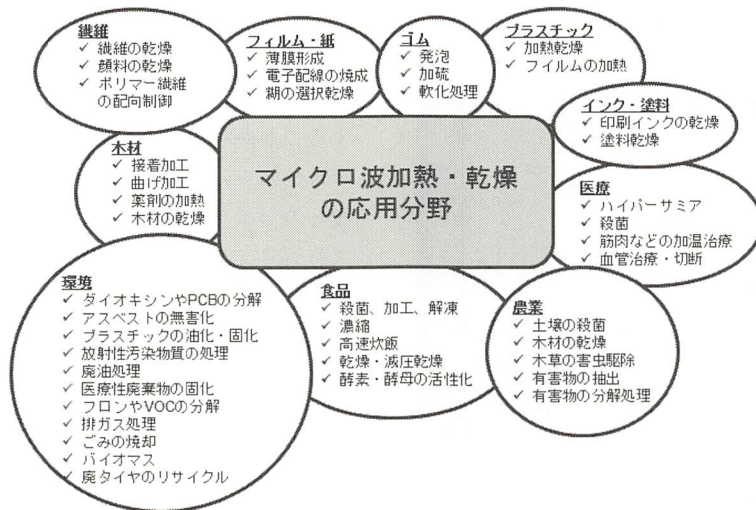 繊維
✓ 繊維の乾燥
✓ 顔料の乾燥
✓ ポリマー繊維
の配向制御
フィルム・紙
✓ 薄膜形成
✓ 電子配線の焼成
✓ 糊の選択乾燥
ゴム
✓ 発泡
✓ 加硫
✓ 軟化処理
プラスチック
✓ 加熱乾燥
✓ フイルムの加熱
インク・塗料
✓ 印刷インクの乾燥
✓ 塗料乾燥
木材
✓ 接着加工
✓ 曲げ加工
✓ 薬剤の加熱
✓ 木材の乾燥
マイクロ波加熱・乾燥
の応用分野
医療
✓ ハイパーサミア
✓ 殺菌
✓ 筋肉などの加温治療
✓ 血管治療・切断
環境
✓ ダイオキシンやPCBの分解
✓ アスベストの無害化
✓ プラスチックの油化・固化
✓ 放射性汚染物質の処理
✓ 廃油処理
✓ 医療性廃棄物の固化
✓ フロンやVOCの分解
✓ 排ガス処理
✓ ごみの焼却
✓ バイオマス
✓ 廃タイヤのリサイクル
食品
✓ 殺菌、加工、解凍
✓ 濃縮
✓ 高速炊飯
✓ 乾燥・減圧乾燥
✓ 酵素・酵母の活性化
農業
✓ 土壌の殺菌
✓ 木材の乾燥
✓ 木草の害虫駆除
✓ 有害物の抽出
✓ 有害物の分解処理